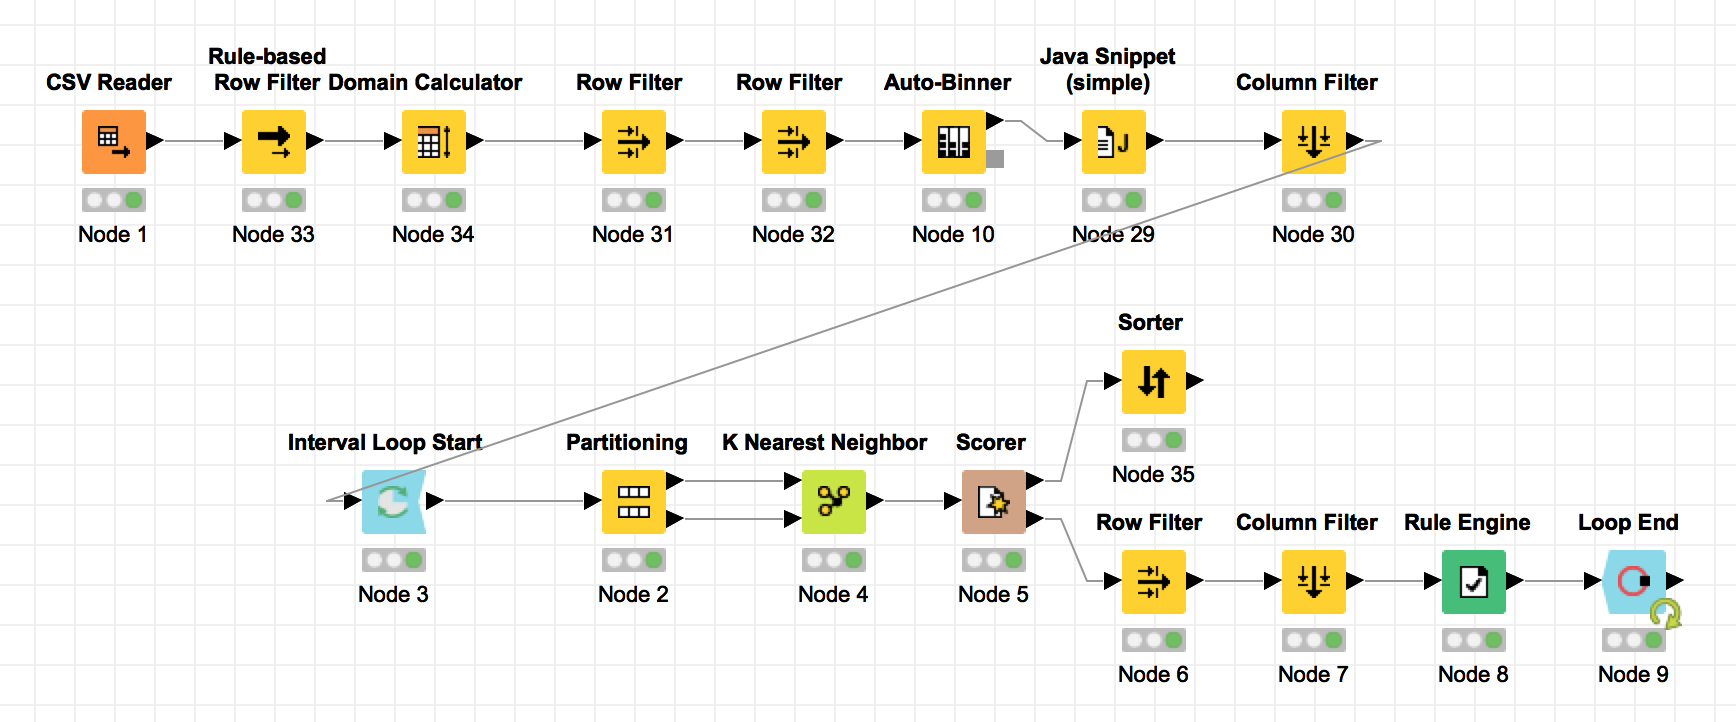 Rule-based
Java Snippet
CSV Reader
Row Filter
Domain Calculator
Row Filter
Row Filter
Auto-Binner
(simple)
Column Filter
J
Node 1
Node 33
Node 34
Node 31
Node 32
Node 10
Node 29
Node 30
Sorter
Node 35
Interval Loop Start
Partitioning
K Nearest Neighbor
Scorer
Node 3
Node 2
Node 4
Node 5
Row Filter
Column Filter
Rule Engine
Loop End
Node 6
Node 7
Node 8
Node 9